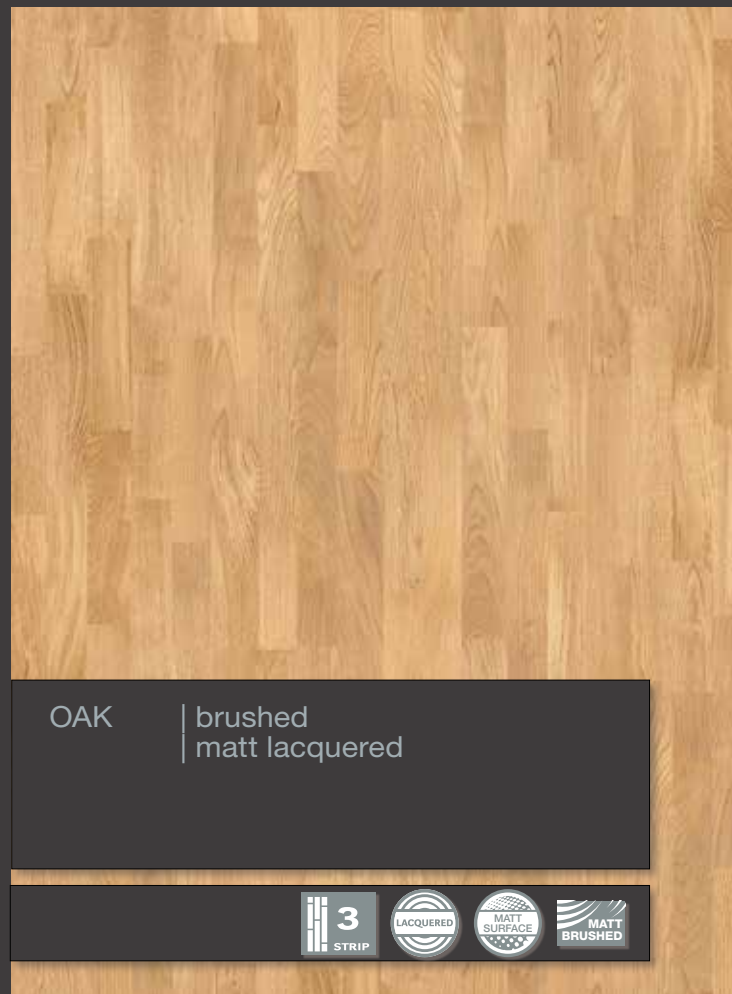 OAK | brushed
| matt lacquered
3
STRIP
LACQUERED
MATT
SURFACE
MATT
BRUSHED